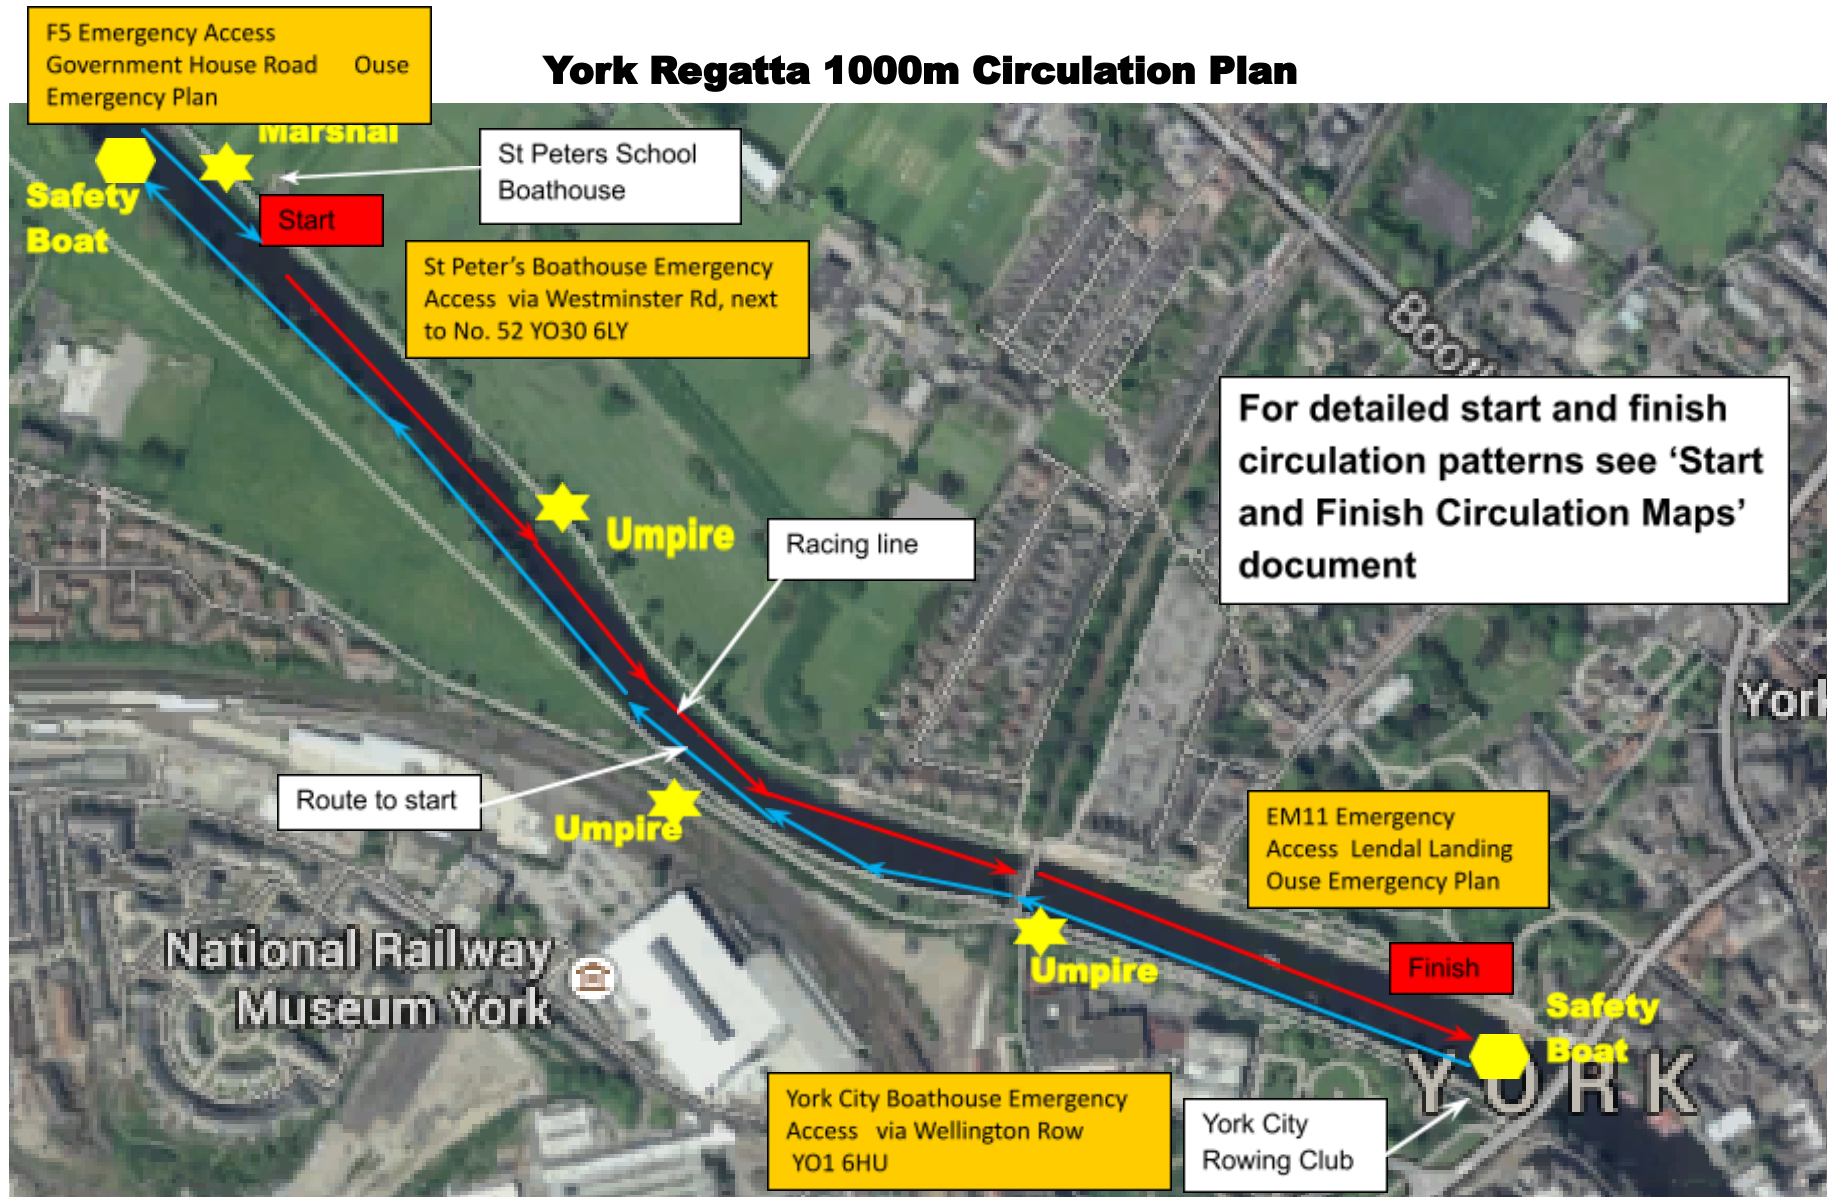 F5 Emergency Access
Government House Road Ouse
Emergency Plan
York Regatta 1000m Circulation Plan
Marshal
St Peters School
Boathouse
Safety
Boat
Start
St Peter’s Boathouse Emergency
Access via Westminster Rd, next
to No. 52 YO30 6LY
For detailed start and finish
circulation patterns see ‘Start
and Finish Circulation Maps’
document
Umpire
Racing line
York
Route to start
Umpire
EM11 Emergency
Access Lendal Landing
Ouse Emergency Plan
National Railway
Museum York
Umpire
Finish
Safety
Boat
YORK
York City Boathouse Emergency
Access via Wellington Row
YO1 6HU
York City
Rowing Club